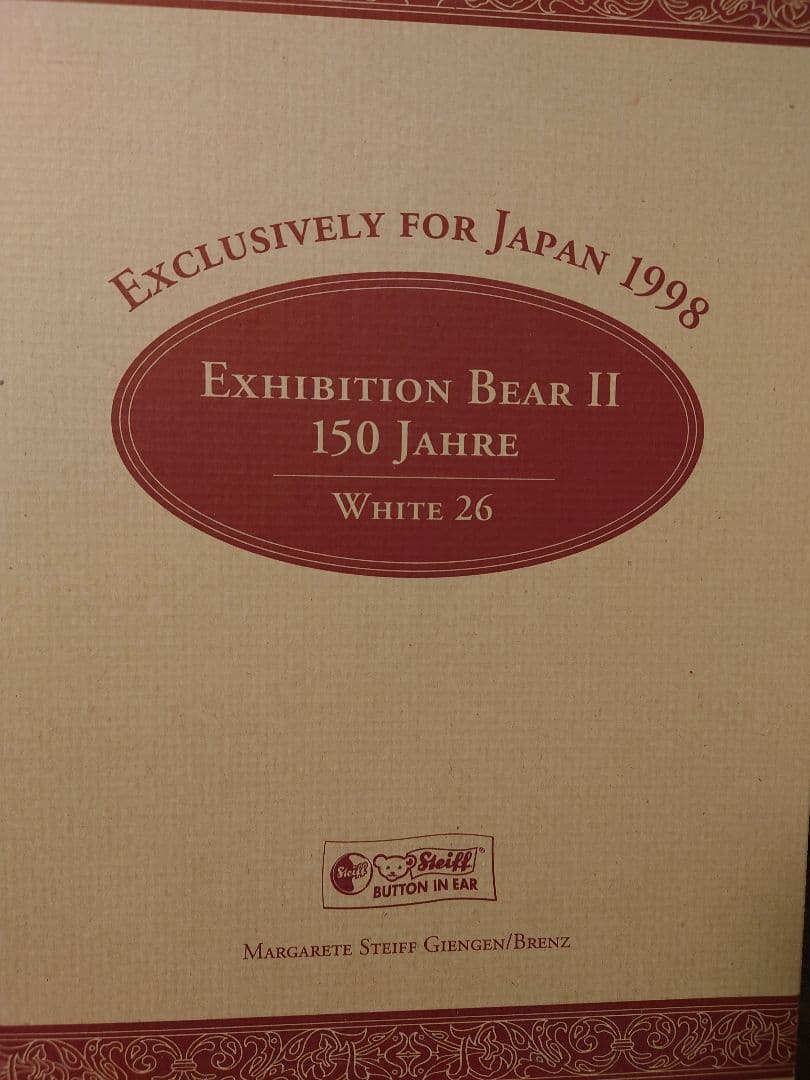 EXCLUSIVELY FOR JAPAN 1998
EXHIBITION BEAR II
150 JAHRE
WHITE 26
Steiff Steiff®
BUTTON IN EAR
MARGARETE STEIFF GIENGEN/BRENZ